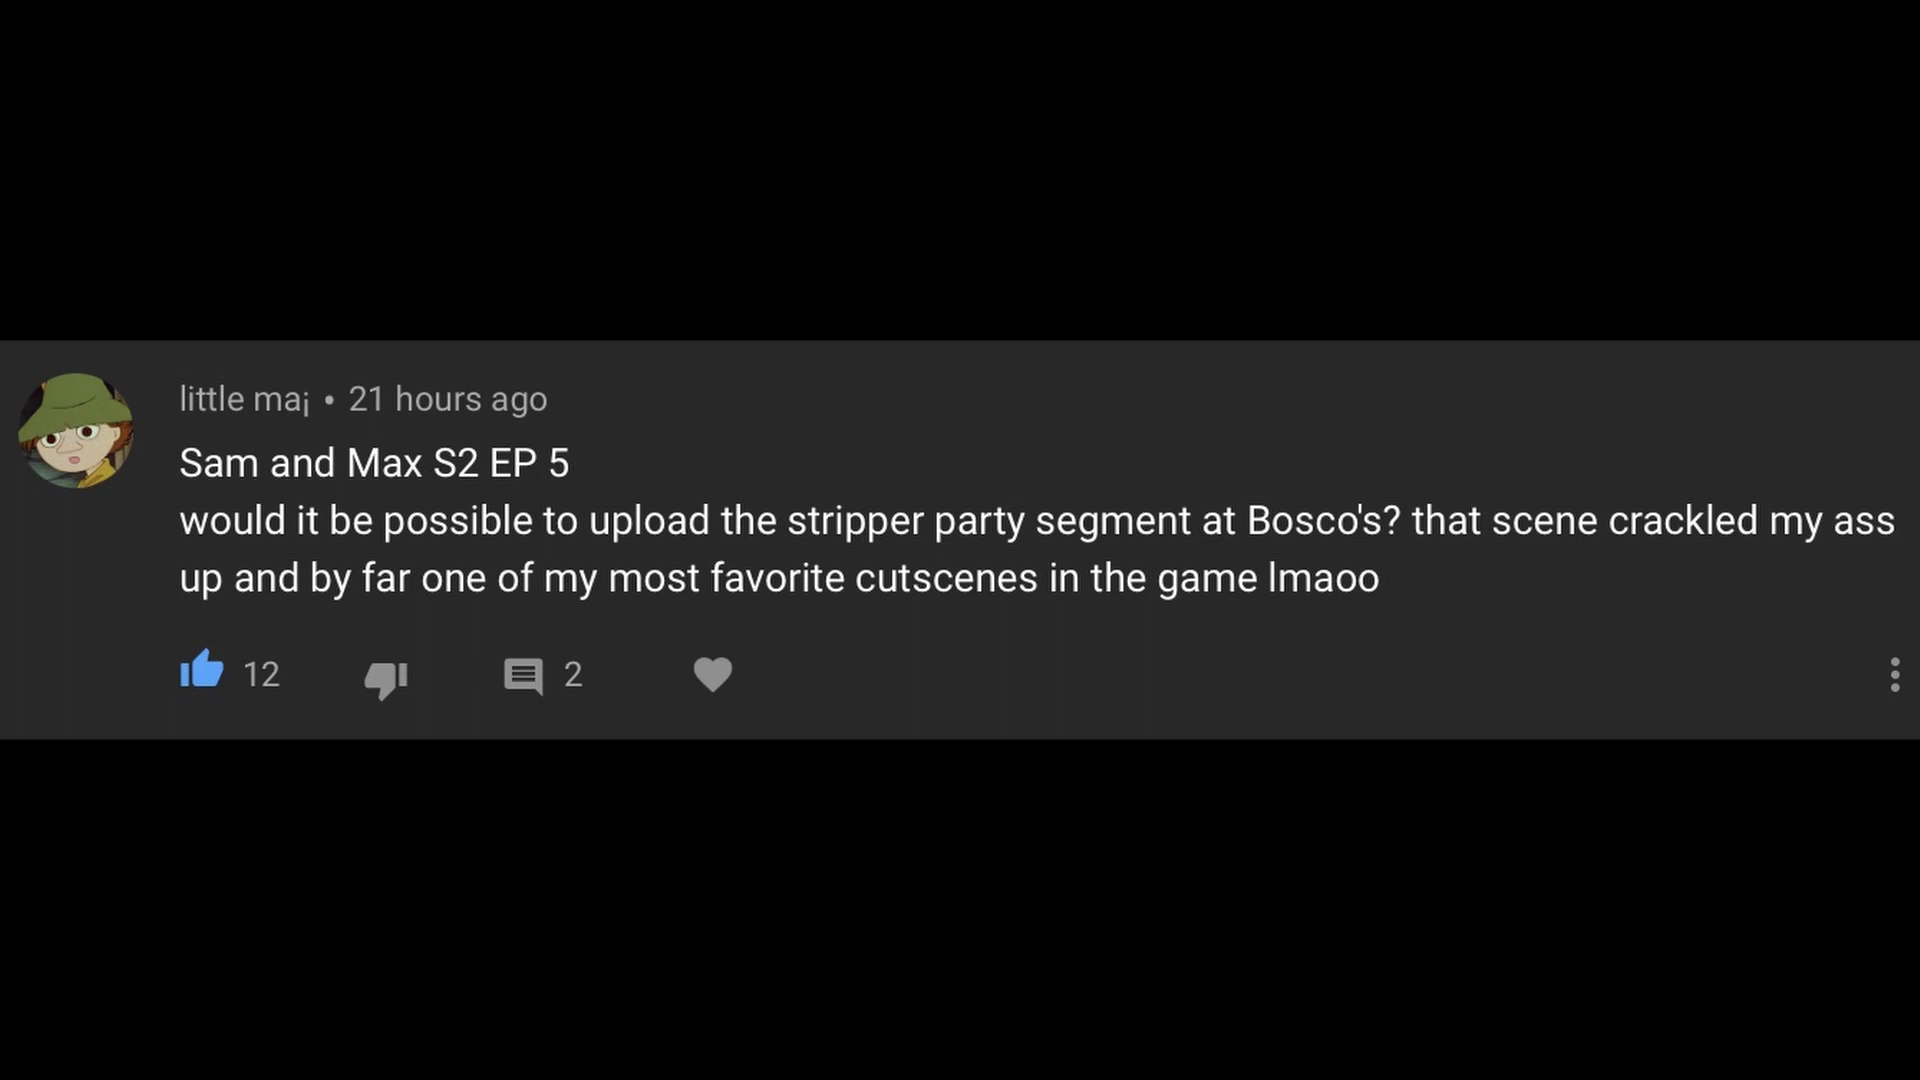 little ma¡ • 21 hours ago
Sam and Max S2 EP 5
would it be possible to upload the stripper party segment at Bosco's? that scene crackled my ass
up and by far one of my most favorite cutscenes in the game lmaoo
12 2